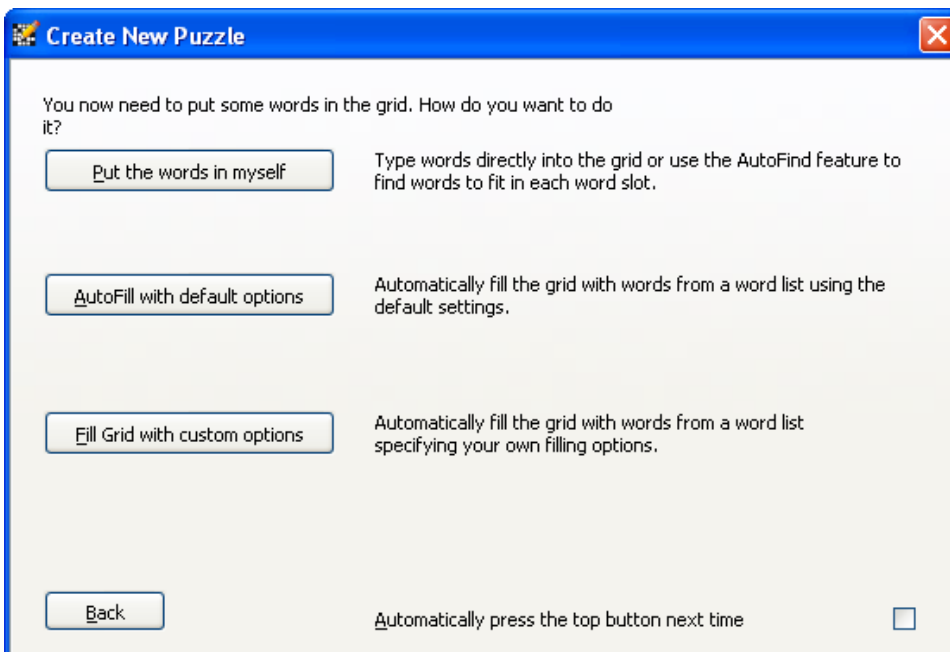 Create New Puzzle
You now need to put some words in the grid. How do you want to do
it?
Put the words in myself
Type words directly into the grid or use the AutoFind feature to
find words to fit in each word slot.
AutoFill with default options
Automatically fill the grid with words from a word list using the
default settings.
Fill Grid with custom options
Automatically fill the grid with words from a word list
specifying your own filling options.
Back
Automatically press the top button next time